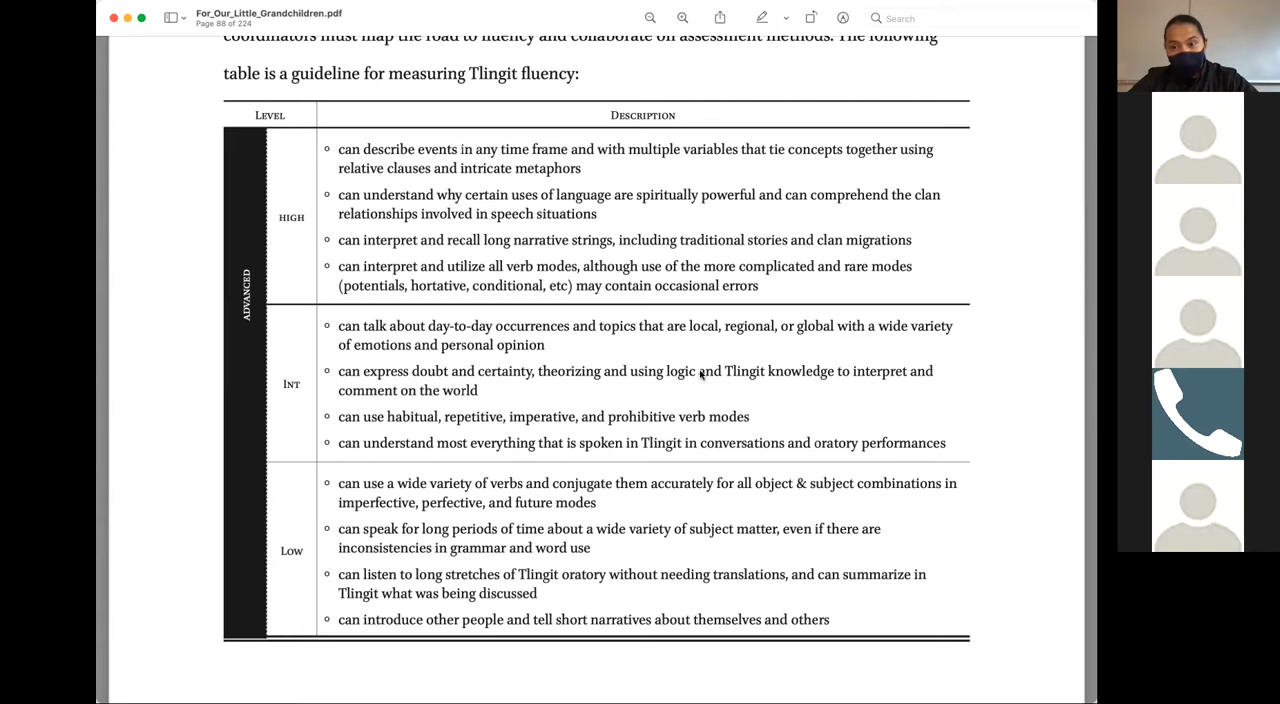 For_Our_Little_Grandchildren.pdf
Page 88 of 224
Search
coordinators must map the road to fluency and collaborate on assessment methods. The following
table is a guideline for measuring Tlingit fluency:
Level
Description
ADVANCED
HIGH
can describe events in any time frame and with multiple variables that tie concepts together using
relative clauses and intricate metaphors
can understand why certain uses of language are spiritually powerful and can comprehend the clan
relationships involved in speech situations
can interpret and recall long narrative strings, including traditional stories and clan migrations
can interpret and utilize all verb modes, although use of the more complicated and rare modes
(potentials, hortative, conditional, etc) may contain occasional errors
Int
can talk about day-to-day occurrences and topics that are local, regional, or global with a wide variety
of emotions and personal opinion
can express doubt and certainty, theorizing and using logic and Tlingit knowledge to interpret and
comment on the world
can use habitual, repetitive, imperative, and prohibitive verb modes
can understand most everything that is spoken in Tlingit in conversations and oratory performances
Low
can use a wide variety of verbs and conjugate them accurately for all object & subject combinations in
imperfective, perfective, and future modes
can speak for long periods of time about a wide variety of subject matter, even if there are
inconsistencies in grammar and word use
can listen to long stretches of Tlingit oratory without needing translations, and can summarize in
Tlingit what was being discussed
can introduce other people and tell short narratives about themselves and others